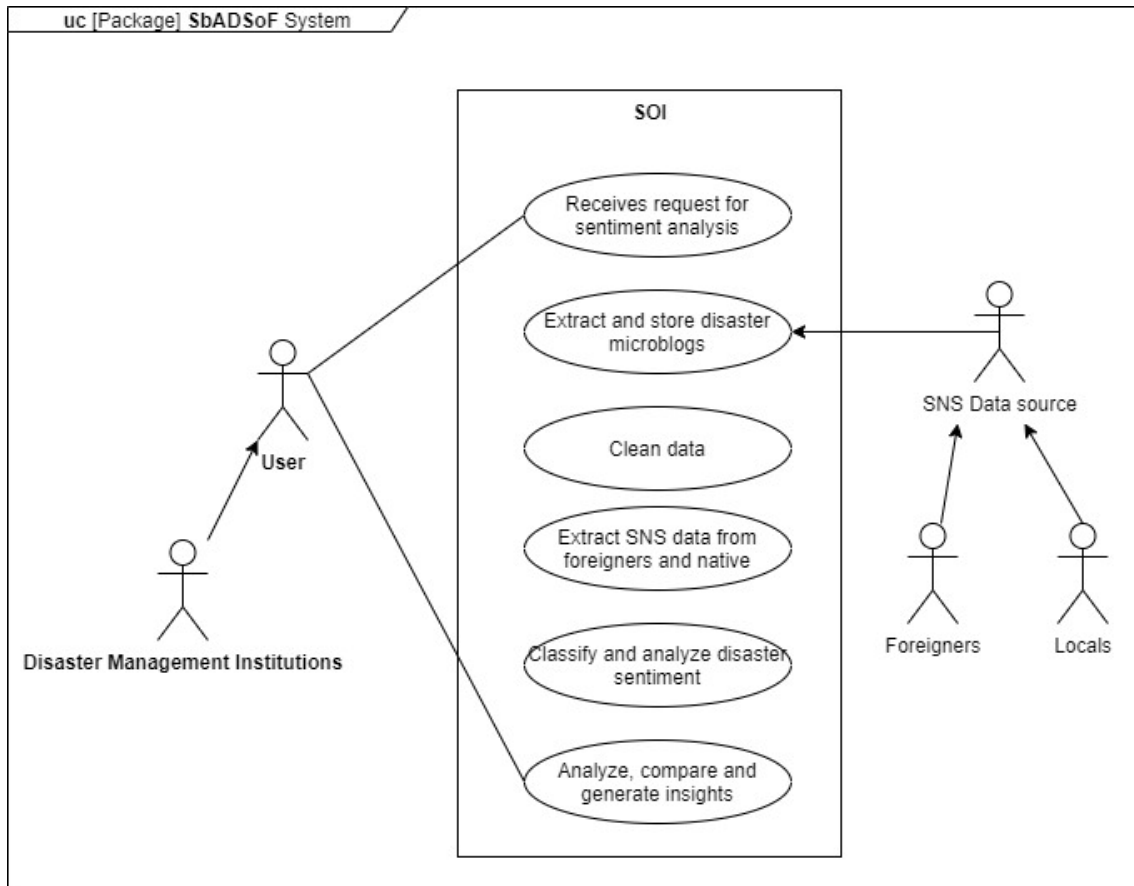 uc [Package] SbADSoF System
SOI
Receives request for
sentiment analysis
Extract and store disaster
microblogs
SNS Data source
Clean data
User
Extract SNS data from
foreigners and native
Foreigners
Locals
Disaster Management Institutions
Classify and analyze disaster
sentiment
Analyze, compare and
generate insights